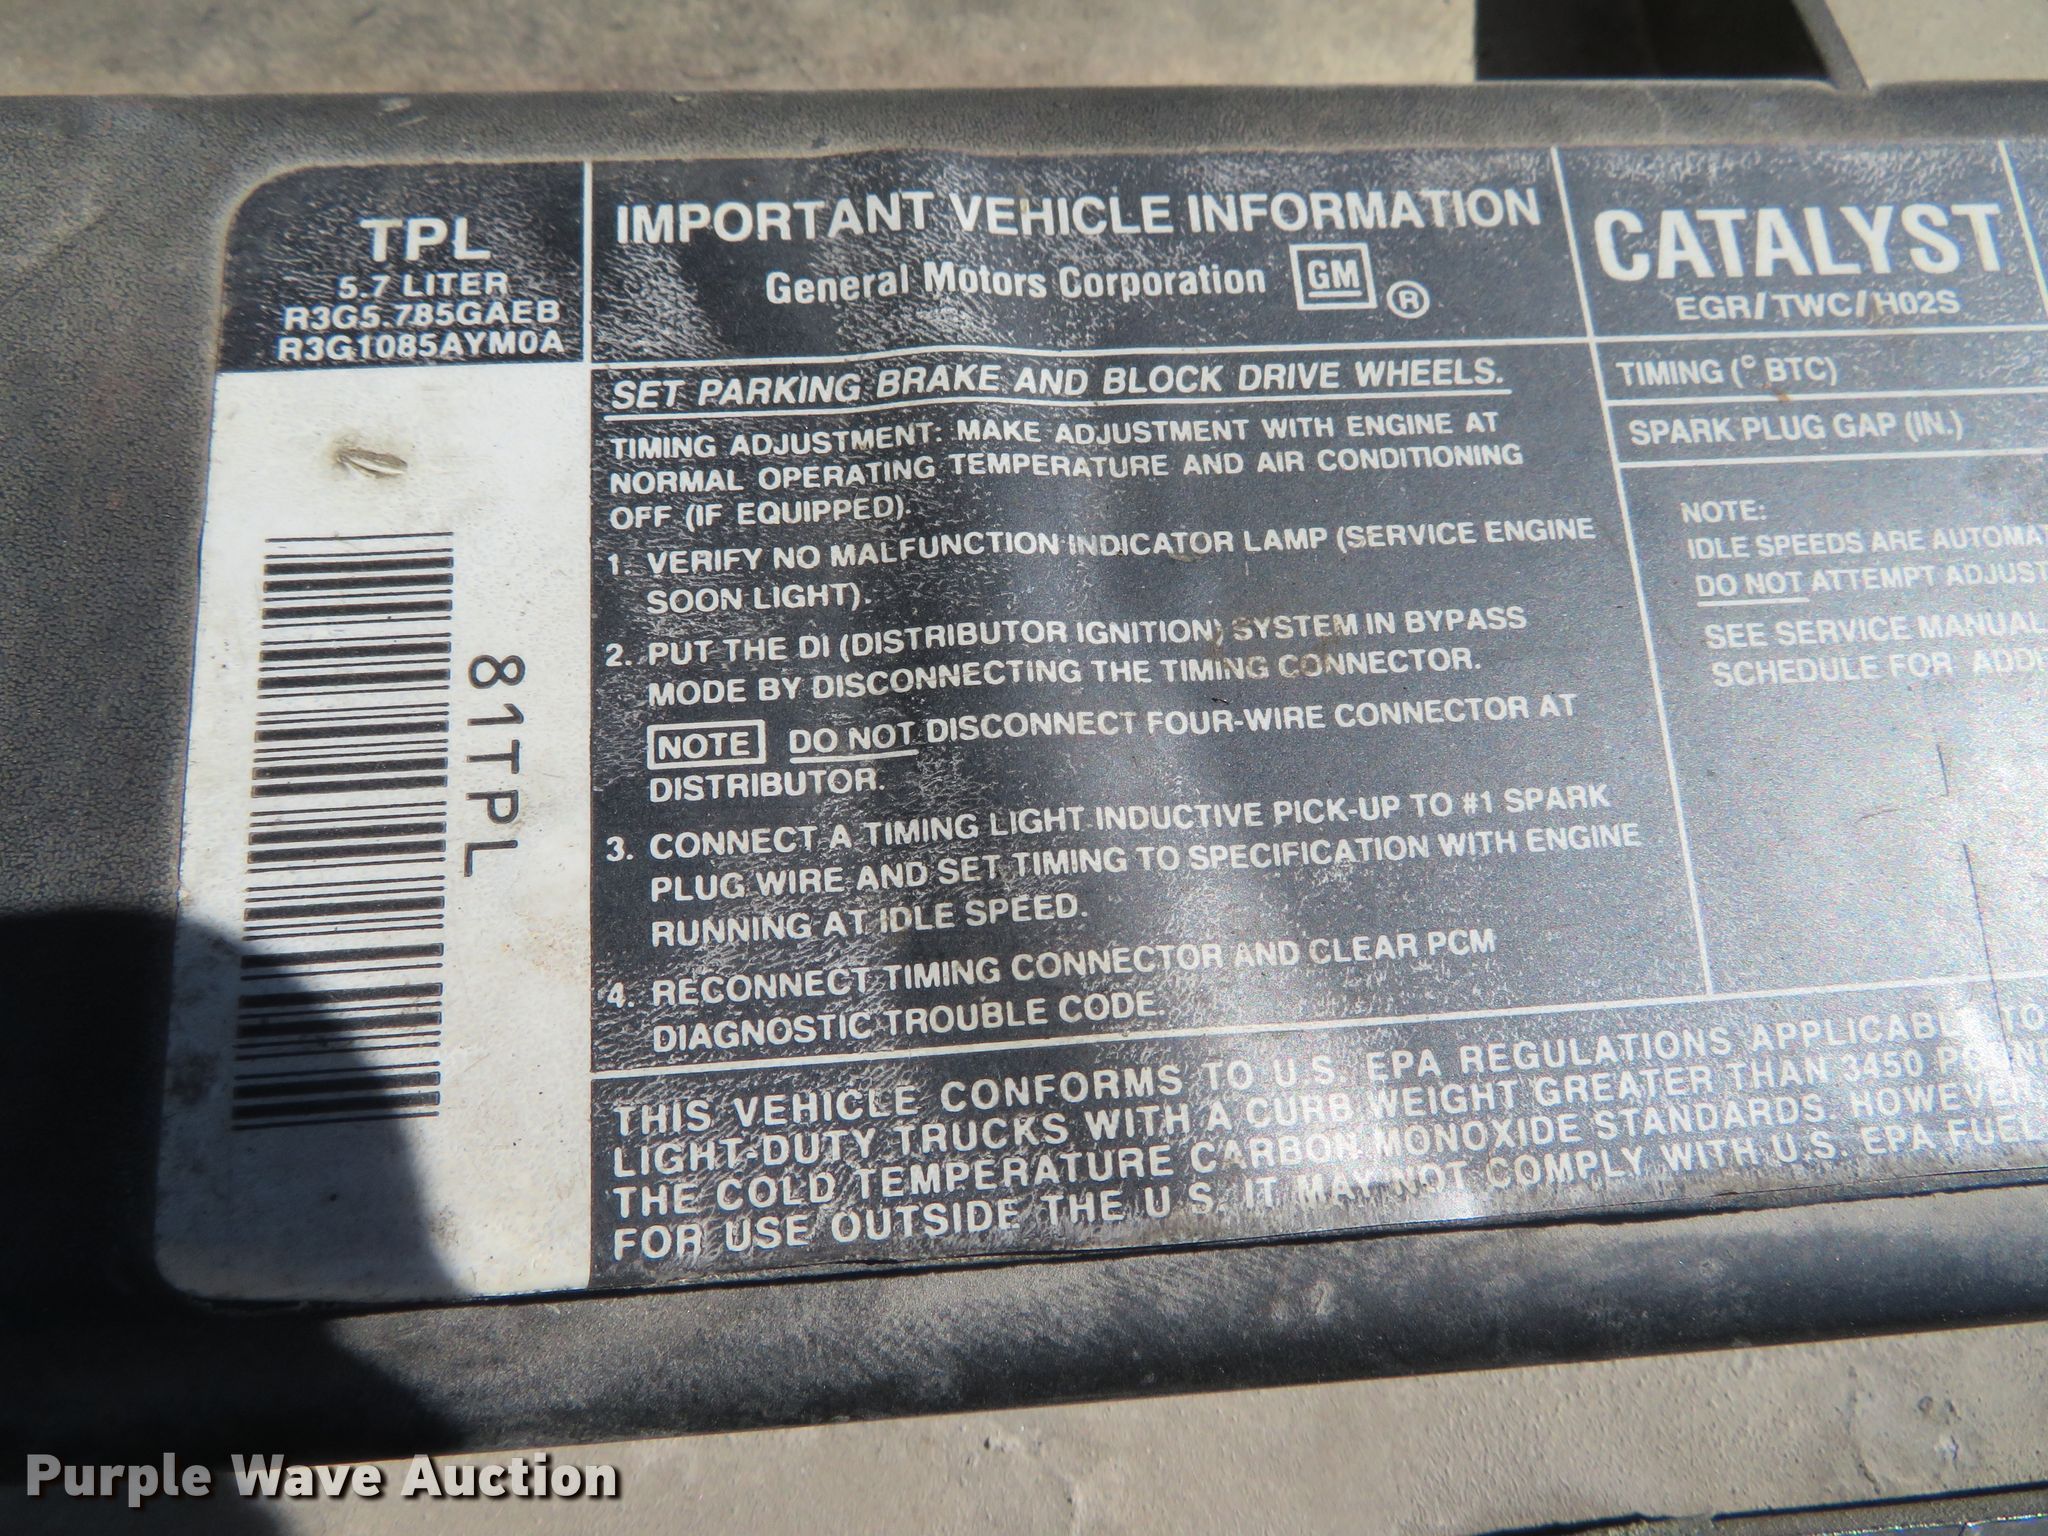 TPL
5.7 LITER
R3G5.785GAEB
R3G1085AYM0A
81TPL
IMPORTANT VEHICLE INFORMATION
General Motors Corporation GM ®
SET PARKING BRAKE AND BLOCK DRIVE WHEELS.
TIMING ADJUSTMENT: MAKE ADJUSTMENT WITH ENGINE AT
NORMAL OPERATING TEMPERATURE AND AIR CONDITIONING
OFF (IF EQUIPPED).
1. VERIFY NO MALFUNCTION INDICATOR LAMP (SERVICE ENGINE
SOON LIGHT).
2. PUT THE DI (DISTRIBUTOR IGNITION) SYSTEM IN BYPASS
MODE BY DISCONNECTING THE TIMING CONNECTOR.
NOTE DO NOT DISCONNECT FOUR-WIRE CONNECTOR AT
DISTRIBUTOR.
3. CONNECT A TIMING LIGHT INDUCTIVE PICK-UP TO #1 SPARK
PLUG WIRE AND SET TIMING TO SPECIFICATION WITH ENGINE
RUNNING AT IDLE SPEED.
4. RECONNECT TIMING CONNECTOR AND CLEAR PCM
DIAGNOSTIC TROUBLE CODE.
CATALYST
EGR/TWC/HO2S
TIMING (° BTC)
SPARK PLUG GAP (IN.)
NOTE:
IDLE SPEEDS ARE AUTOMA
DO NOT ATTEMPT ADJUST
SEE SERVICE MANUAL
SCHEDULE FOR ADDI
THIS VEHICLE CONFORMS TO U.S. EPA REGULATIONS APPLICABLE TO
LIGHT-DUTY TRUCKS WITH A CURB WEIGHT GREATER THAN 3450 POUN
THE COLD TEMPERATURE CARBON MONOXIDE STANDARDS. HOWEVE
FOR USE OUTSIDE THE U.S. IT MAY NOT COMPLY WITH U.S. EPA FUEL
Purple Wave Auction